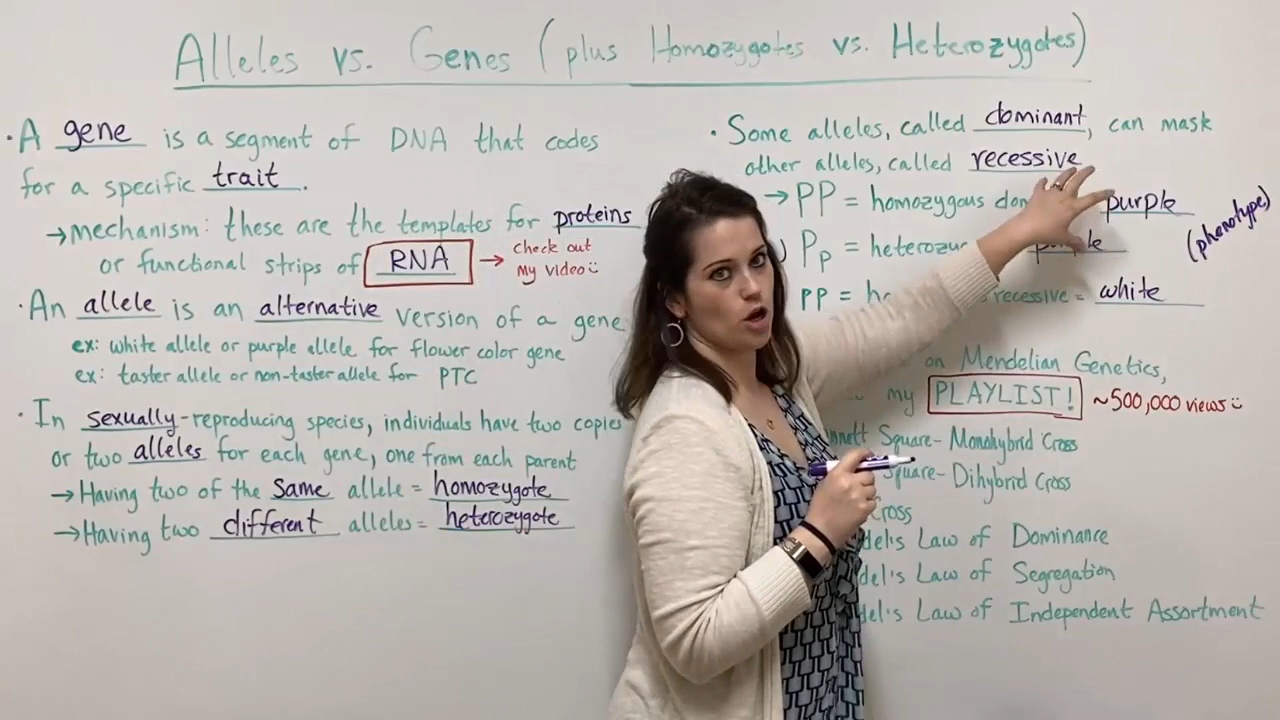 Alleles vs. Genes (plus Homozygotes vs. Heterozygotes)
· A gene is a segment of DNA that codes
for a specific trait.
→ mechanism: these are the templates for proteins
or functional strips of RNA → check out
my video
· An allele is an alternative version of a gene
ex: white allele or purple allele for flower color gene
ex: taster allele or non-taster allele for PTC
· In sexually-reproducing species, individuals have two copies
or two alleles for each gene, one from each parent
→ Having two of the same allele = homozygote
→ Having two different alleles = heterozygote
· Some alleles, called dominant, can mask
other alleles, called recessive
→ PP = homozygous purple
Pp = (phenotype)
pp = recessive = white
on Mendelian Genetics,
my PLAYLIST! ~500,000 views
Square - Monohybrid Cross
Square - Dihybrid Cross
Cross
Law of Dominance
Law of Segregation
Law of Independent Assortment